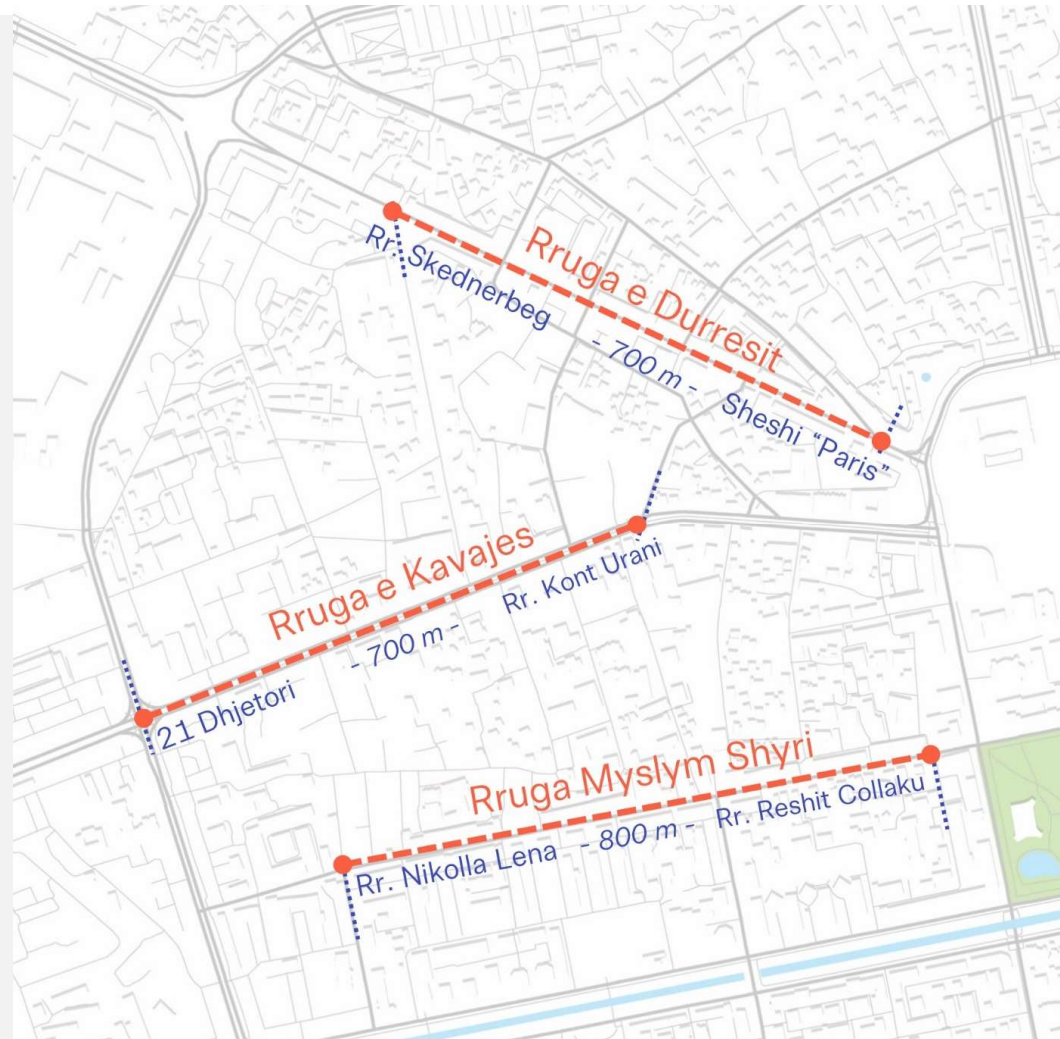 Rruga e Durresit
Rr. Skednerbeg
- 700 m -
Sheshi “Paris”
Rruga e Kavajes
Rr. Kont Urani
- 700 m -
21 Dhjetori
Rruga Myslym Shyri
Rr. Nikolla Lena
- 800 m -
Rr. Reshit Collaku